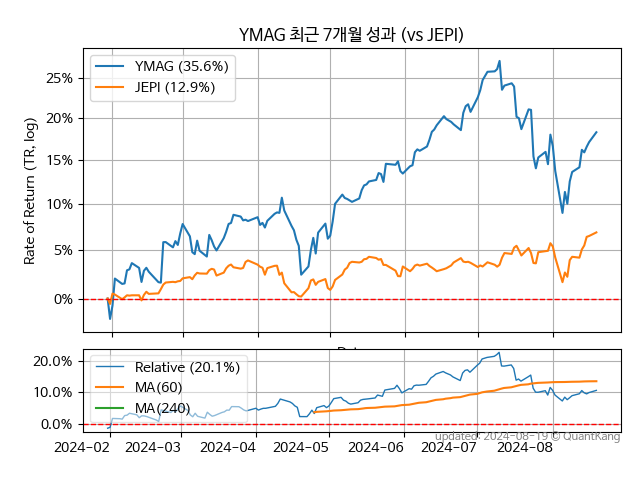 YMAG 최근 7개월 성과 (vs JEPI)
YMAG (35.6%)
JEPI (12.9%)
Rate of Return (TR, log)
25%
20%
15%
10%
5%
0%
Relative (20.1%)
MA(60)
MA(240)
20.0%
10.0%
0.0%
2024-02 2024-03 2024-04 2024-05 2024-06 2024-07 2024-08
updated: 2024-08-19 © QuantKang